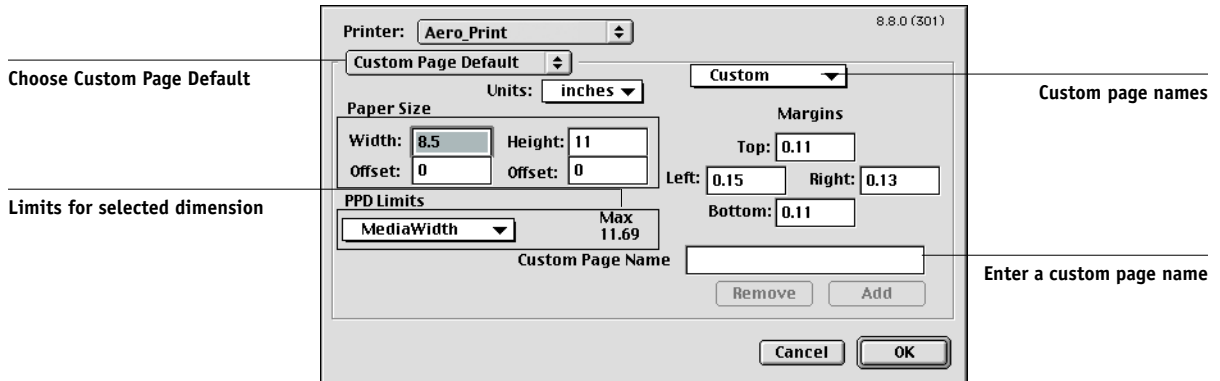 8.8.0 (301)
Printer: Aero_Print
Custom Page Default
Choose Custom Page Default
Custom
Units: inches
Custom page names
Paper Size
Margins
Width: 8.5 Height: 11
Top: 0.11
Offset: 0 Offset: 0
Left: 0.15 Right: 0.13
Limits for selected dimension
PPD Limits
Bottom: 0.11
MediaWidth
Max
11.69
Custom Page Name
Enter a custom page name
Remove Add
Cancel OK